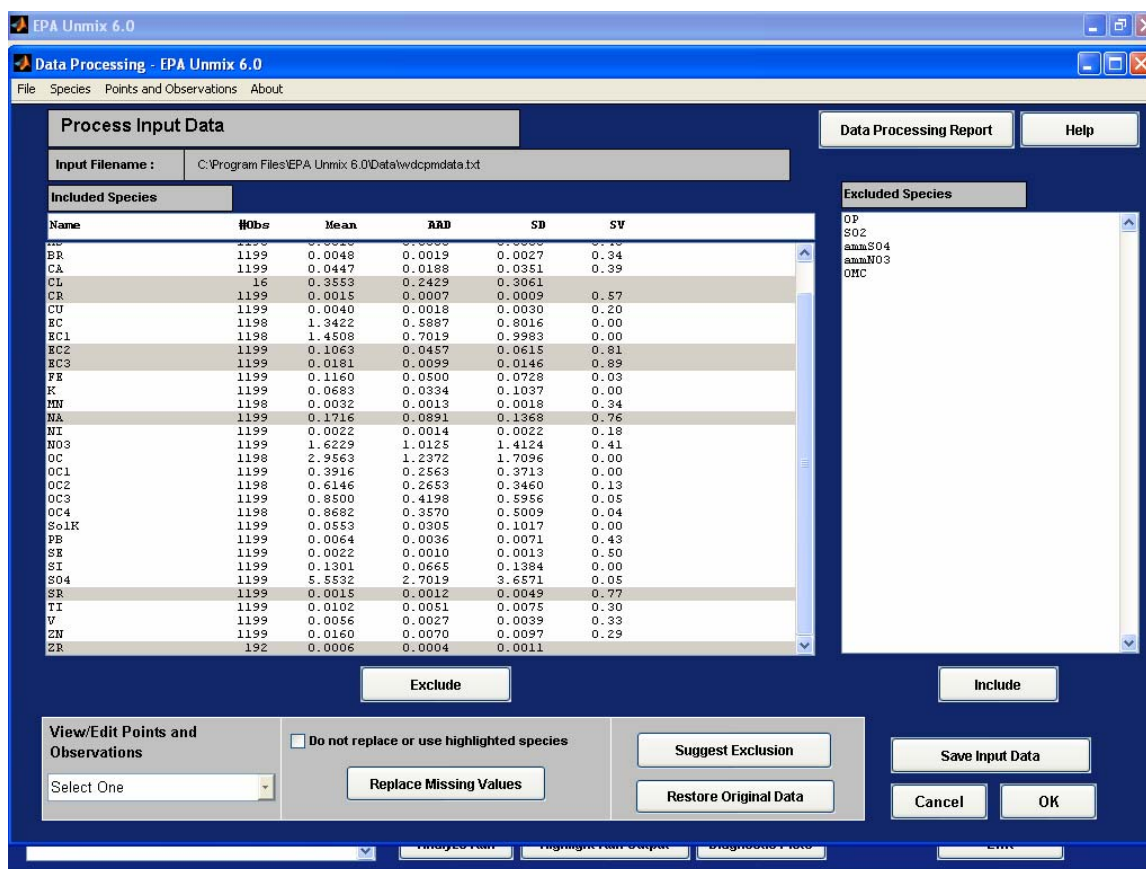 EPA Unmix 6.0
Data Processing - EPA Unmix 6.0
File Species Points and Observations About
Process Input Data
Data Processing Report Help
Input Filename : C:\Program Files\EPA Unmix 6.0\Data\wdcpmdata.txt
Included Species
Excluded Species
Name #Obs Mean AAD SD SV
BR 1199 0.0048 0.0019 0.0027 0.34
CA 1199 0.0447 0.0188 0.0351 0.39
CL 16 0.3553 0.2429 0.3061
CR 1199 0.0015 0.0007 0.0009 0.57
CU 1199 0.0040 0.0018 0.0030 0.20
EC 1198 1.3422 0.5887 0.8016 0.00
EC1 1198 1.4508 0.7019 0.9983 0.00
EC2 1199 0.1063 0.0457 0.0615 0.81
EC3 1199 0.0181 0.0099 0.0146 0.89
FE 1199 0.1160 0.0500 0.0728 0.03
K 1199 0.0683 0.0334 0.1037 0.00
MN 1198 0.0032 0.0013 0.0018 0.34
NA 1199 0.1716 0.0891 0.1368 0.76
NI 1199 0.0022 0.0014 0.0022 0.18
NO3 1199 1.6229 1.0125 1.4124 0.41
OC 1198 2.9563 1.2372 1.7096 0.00
OC1 1199 0.3916 0.2563 0.3713 0.00
OC2 1198 0.6146 0.2653 0.3460 0.13
OC3 1199 0.8500 0.4198 0.5956 0.05
OC4 1198 0.8682 0.3570 0.5009 0.04
SolK 1199 0.0553 0.0305 0.1017 0.00
PB 1199 0.0064 0.0036 0.0071 0.43
SE 1199 0.0022 0.0010 0.0013 0.50
SI 1199 0.1301 0.0665 0.1384 0.00
SO4 1199 5.5532 2.7019 3.6571 0.05
SR 1199 0.0015 0.0012 0.0049 0.77
TI 1199 0.0102 0.0051 0.0075 0.30
V 1199 0.0056 0.0027 0.0039 0.33
ZN 1199 0.0160 0.0070 0.0097 0.29
ZR 192 0.0006 0.0004 0.0011
OP
SO2
ammSO4
ammNO3
OMC
Exclude
Include
View/Edit Points and
Observations
Select One
Do not replace or use highlighted species
Replace Missing Values
Suggest Exclusion
Restore Original Data
Save Input Data
Cancel OK